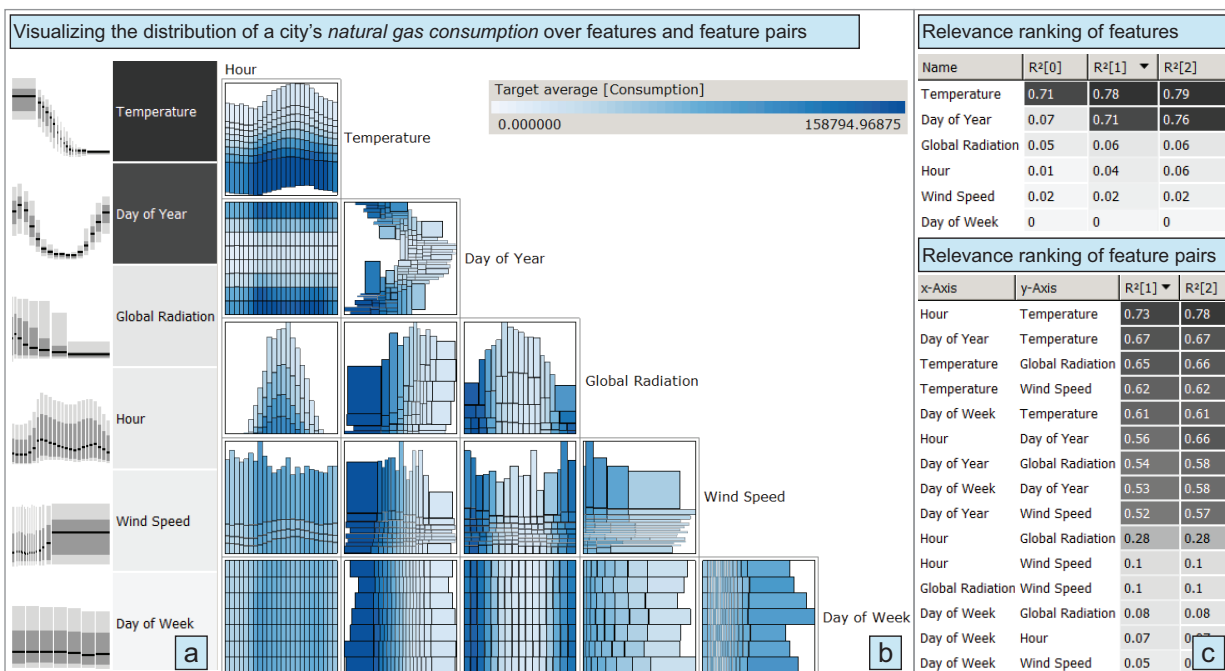 Visualizing the distribution of a city's natural gas consumption over features and feature pairs
Hour
Temperature
Day of Year
Global Radiation
Hour
Wind Speed
Day of Week
a
Target average [Consumption]
0.000000 158794.96875
Temperature
Day of Year
Global Radiation
Wind Speed
Day of Week
b
Relevance ranking of features
Name R²[0] R²[1] R²[2]
Temperature 0.71 0.78 0.79
Day of Year 0.07 0.71 0.76
Global Radiation 0.05 0.06 0.06
Hour 0.01 0.04 0.06
Wind Speed 0.02 0.02 0.02
Day of Week 0 0 0
Relevance ranking of feature pairs
x-Axis y-Axis R²[1] R²[2]
Hour Temperature 0.73 0.78
Day of Year Temperature 0.67 0.67
Temperature Global Radiation 0.65 0.66
Temperature Wind Speed 0.62 0.62
Day of Week Temperature 0.61 0.61
Hour Day of Year 0.56 0.66
Day of Year Global Radiation 0.54 0.58
Day of Week Day of Year 0.53 0.58
Day of Year Wind Speed 0.52 0.57
Hour Global Radiation 0.28 0.28
Hour Wind Speed 0.1 0.1
Global Radiation Wind Speed 0.1 0.1
Day of Week Global Radiation 0.08 0.08
Day of Week Hour 0.07
Day of Week Wind Speed 0.05
c